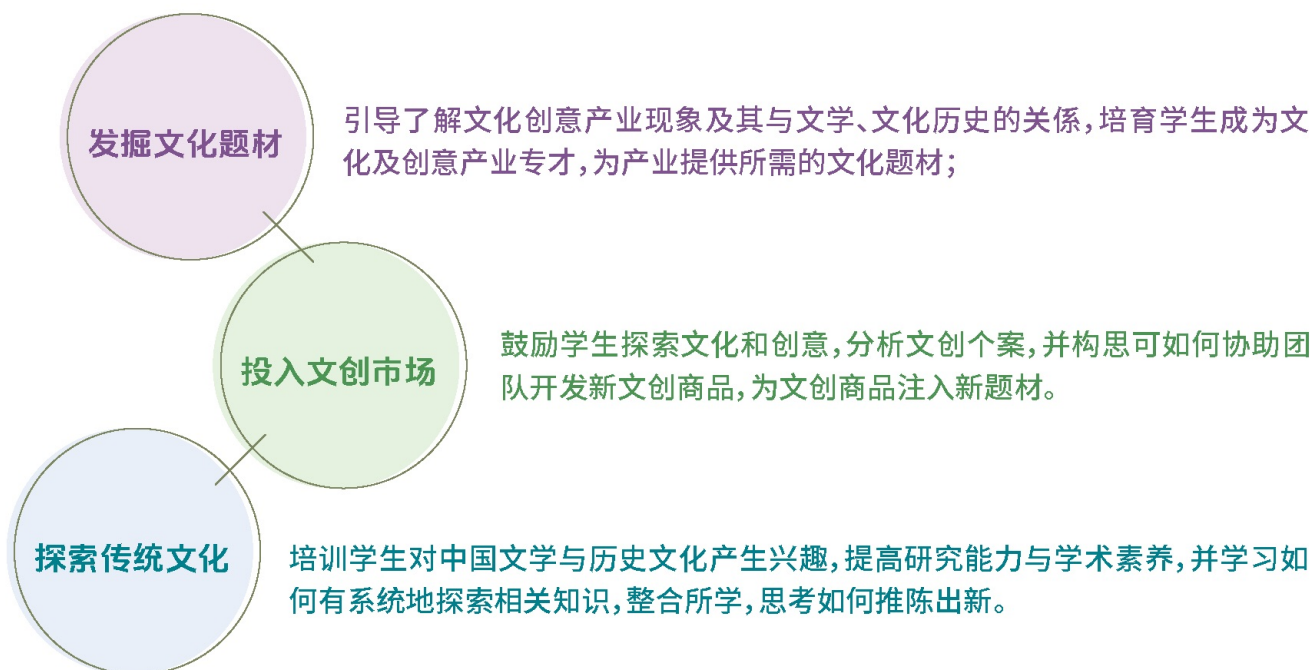 发掘文化题材
引导了解文化创意产业现象及其与文学、文化历史的关係,培育学生成为文
化及创意产业专才,为产业提供所需的文化题材;
投入文创市场
鼓励学生探索文化和创意,分析文创个案,并构思可如何协助团
队开发新文创商品,为文创商品注入新题材。
探索传统文化
培训学生对中国文学与历史文化产生兴趣,提高研究能力与学术素养,并学习如
何有系统地探索相关知识,整合所学,思考如何推陈出新。